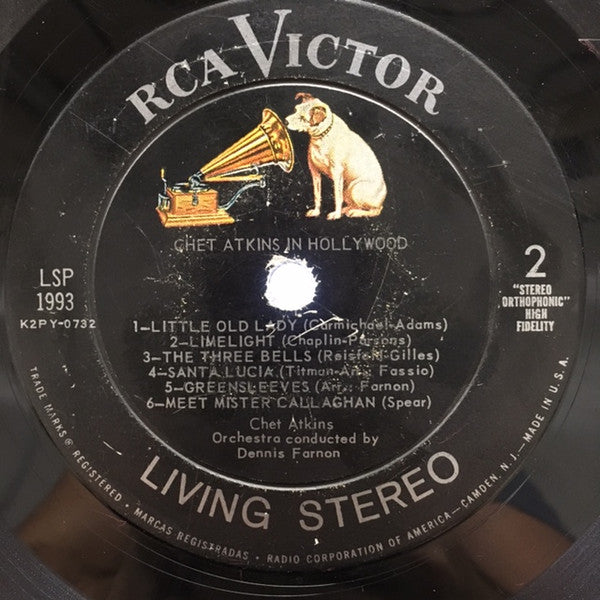 RCA VICTOR
CHET ATKINS IN HOLLYWOOD
LSP
1993
K2PY-0732
2
"STEREO
ORTHOPHONIC"
HIGH
FIDELITY
1—LITTLE OLD LADY (Carmichael-Adams)
2—LIMELIGHT (Chaplin-Parsons)
3—THE THREE BELLS (Reisfeld-Gilles)
4—SANTA LUCIA (Titman-Arr.: Fassio)
5—GREENSLEEVES (Arr.: Farnon)
6—MEET MISTER CALLAGHAN (Spear)
Chet Atkins
Orchestra conducted by
Dennis Farnon
LIVING STEREO
TRADE MARKS ® REGISTERED • MARCAS REGISTRADAS • RADIO CORPORATION OF AMERICA—CAMDEN, N. J.—MADE IN U.S.A.